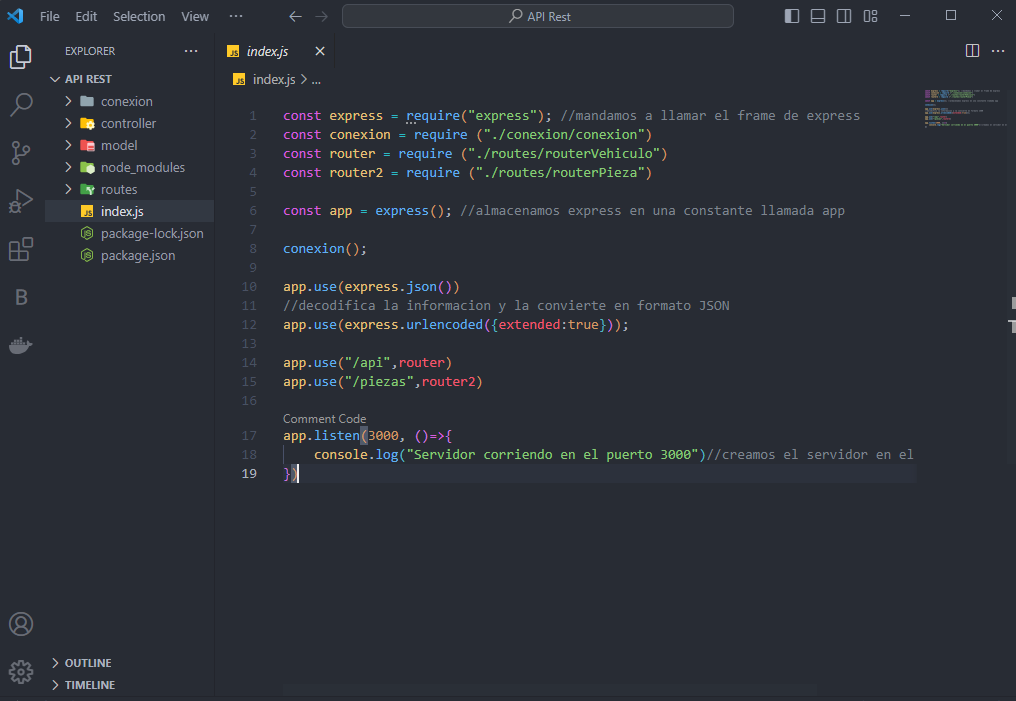 File Edit Selection View ··· API Rest
EXPLORER ···
API REST
conexion
controller
model
node_modules
routes
JS index.js
package-lock.json
package.json
OUTLINE
TIMELINE
B
JS index.js
JS index.js > ...
1 const express = require("express"); //mandamos a llamar el frame de express
2 const conexion = require ("./conexion/conexion")
3 const router = require ("./routes/routerVehiculo")
4 const router2 = require ("./routes/routerPieza")
5
6 const app = express(); //almacenamos express en una constante llamada app
7
8 conexion();
9
10 app.use(express.json())
11 //decodifica la informacion y la convierte en formato JSON
12 app.use(express.urlencoded({extended:true}));
13
14 app.use("/api",router)
15 app.use("/piezas",router2)
16
Comment Code
17 app.listen(3000, ()=>{
18 console.log("Servidor corriendo en el puerto 3000")//creamos el servidor en el
19 })